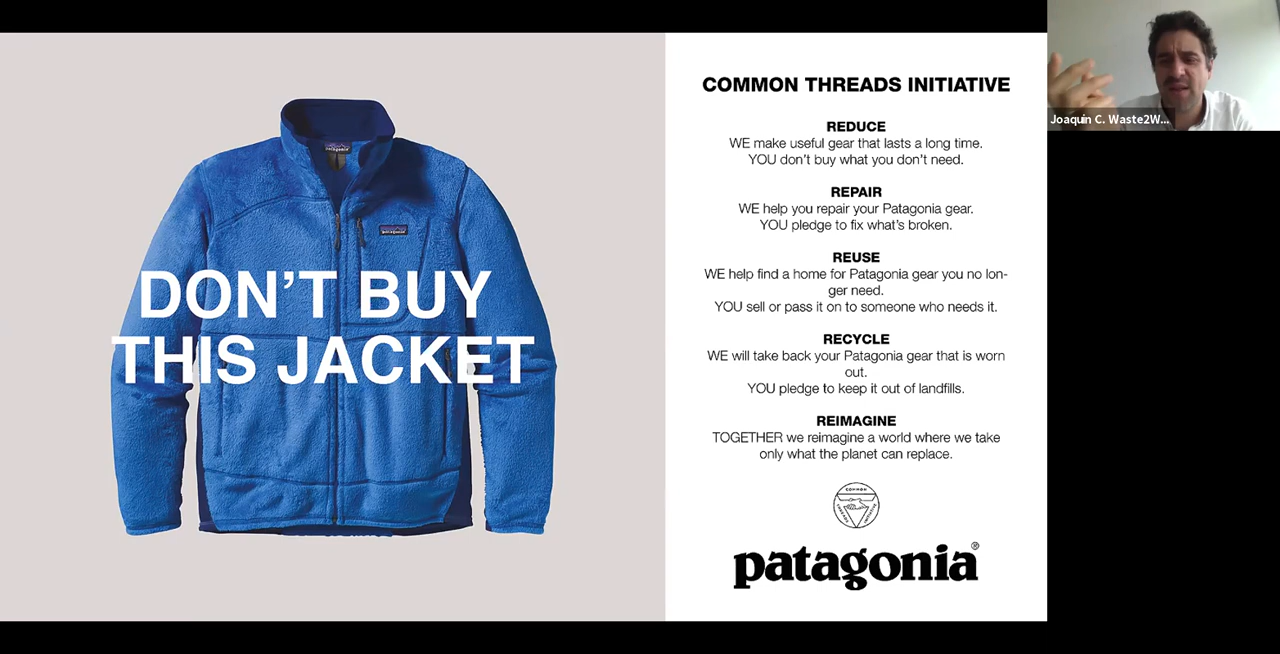 patagonia
patagonia
DON'T BUY
THIS JACKET
COMMON THREADS INITIATIVE
REDUCE
WE make useful gear that lasts a long time.
YOU don't buy what you don't need.
REPAIR
WE help you repair your Patagonia gear.
YOU pledge to fix what's broken.
REUSE
WE help find a home for Patagonia gear you no lon-
ger need.
YOU sell or pass it on to someone who needs it.
RECYCLE
WE will take back your Patagonia gear that is worn
out.
YOU pledge to keep it out of landfills.
REIMAGINE
TOGETHER we reimagine a world where we take
only what the planet can replace.
COMMON
THREADS INITIATIVE
patagonia®
Joaquin C. Waste2W...